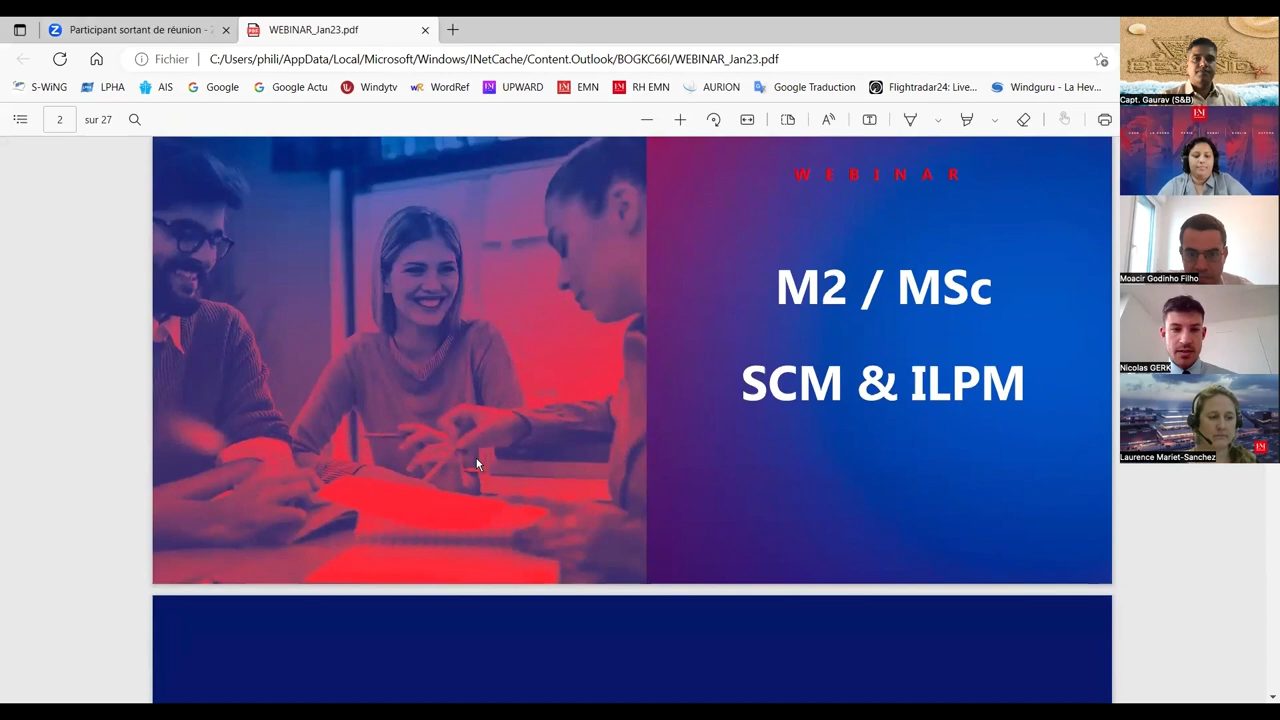 Participant sortant de réunion -
WEBINAR_Jan23.pdf
Fichier
C:/Users/phili/AppData/Local/Microsoft/Windows/INetCache/Content.Outlook/BOGKC66I/WEBINAR_Jan23.pdf
S-WiNG
LPHA
AIS
Google
Google Actu
Windytv
WordRef
UPWARD
EMN
RH EMN
AURION
Google Traduction
Flightradar24: Live...
Windguru - La Hev...
2 sur 27
WEBINAR
M2 / MSc
SCM & ILPM
BEYOND
Capt. Gaurav (S&B)
Moacir Godinho Filho
Nicolas GERK
Laurence Mariet-Sanchez